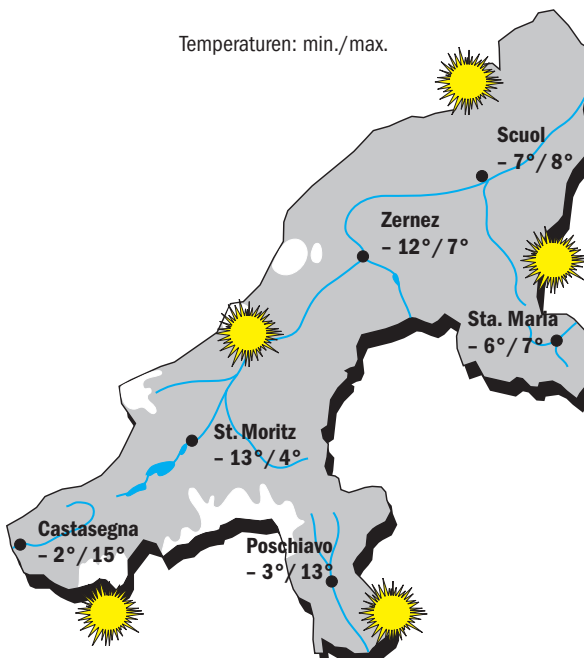 Temperaturen: min./max.
Scuol
– 7°/ 8°
Zernez
– 12°/ 7°
Sta. Maria
– 6°/ 7°
St. Moritz
– 13°/ 4°
Castasegna
– 2°/ 15°
Poschiavo
– 3°/ 13°